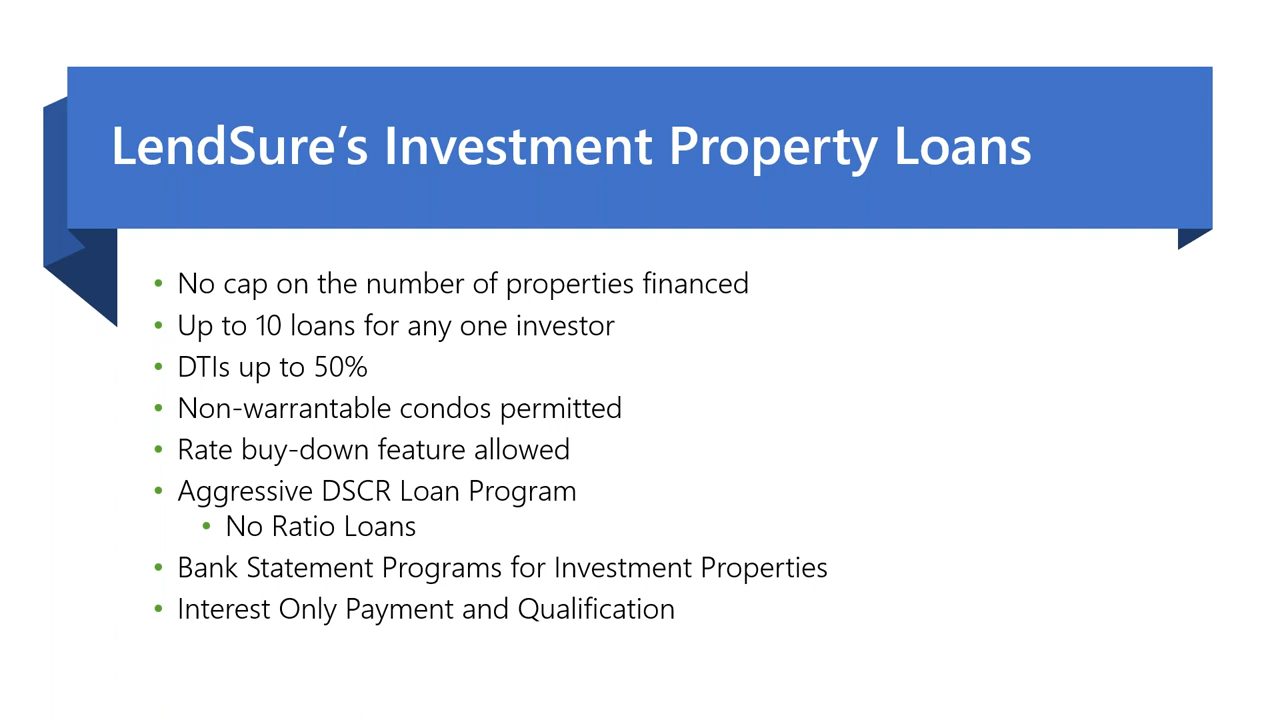 LendSure’s Investment Property Loans
• No cap on the number of properties financed
• Up to 10 loans for any one investor
• DTIs up to 50%
• Non-warrantable condos permitted
• Rate buy-down feature allowed
• Aggressive DSCR Loan Program
• No Ratio Loans
• Bank Statement Programs for Investment Properties
• Interest Only Payment and Qualification